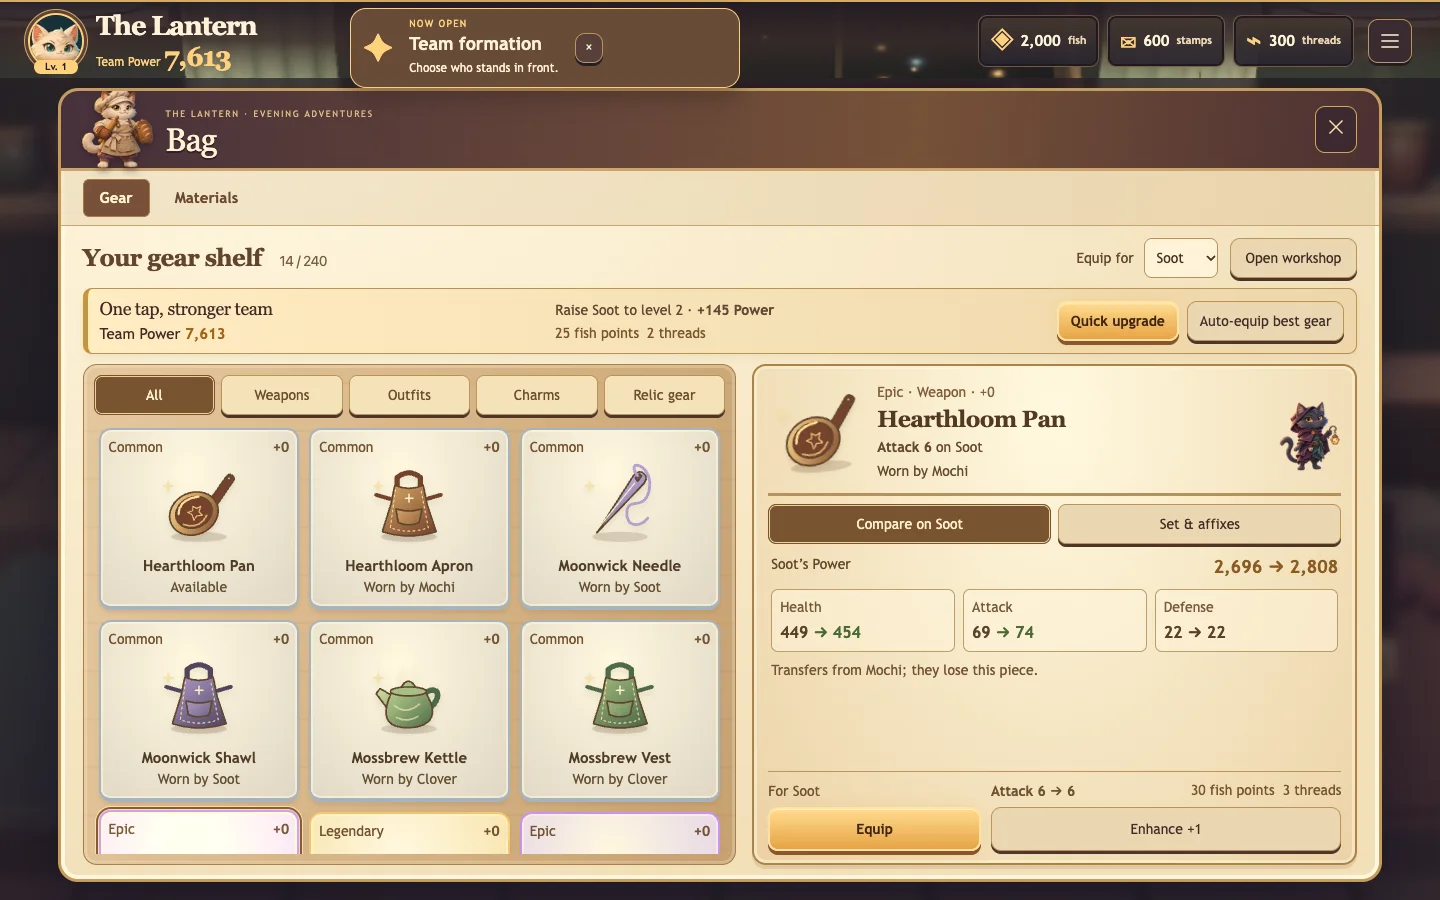 The Lantern
Lv. 1
Team Power 7,613
NOW OPEN
Team formation
Choose who stands in front.
×
2,000 fish
600 stamps
300 threads
THE LANTERN · EVENING ADVENTURES
Bag
Gear
Materials
Your gear shelf 14 / 240
Equip for Soot
Open workshop
One tap, stronger team
Team Power 7,613
Raise Soot to level 2 · +145 Power
25 fish points 2 threads
Quick upgrade
Auto-equip best gear
All
Weapons
Outfits
Charms
Relic gear
Common +0
Hearthloom Pan
Available
Common +0
Hearthloom Apron
Worn by Mochi
Common +0
Moonwick Needle
Worn by Soot
Common +0
Moonwick Shawl
Worn by Soot
Common +0
Mossbrew Kettle
Worn by Clover
Common +0
Mossbrew Vest
Worn by Clover
Epic +0
Legendary +0
Epic +0
Epic · Weapon · +0
Hearthloom Pan
Attack 6 on Soot
Worn by Mochi
Compare on Soot
Set & affixes
Soot's Power
2,696 → 2,808
Health
449 → 454
Attack
69 → 74
Defense
22 → 22
Transfers from Mochi; they lose this piece.
For Soot
Attack 6 → 6
30 fish points 3 threads
Equip
Enhance +1